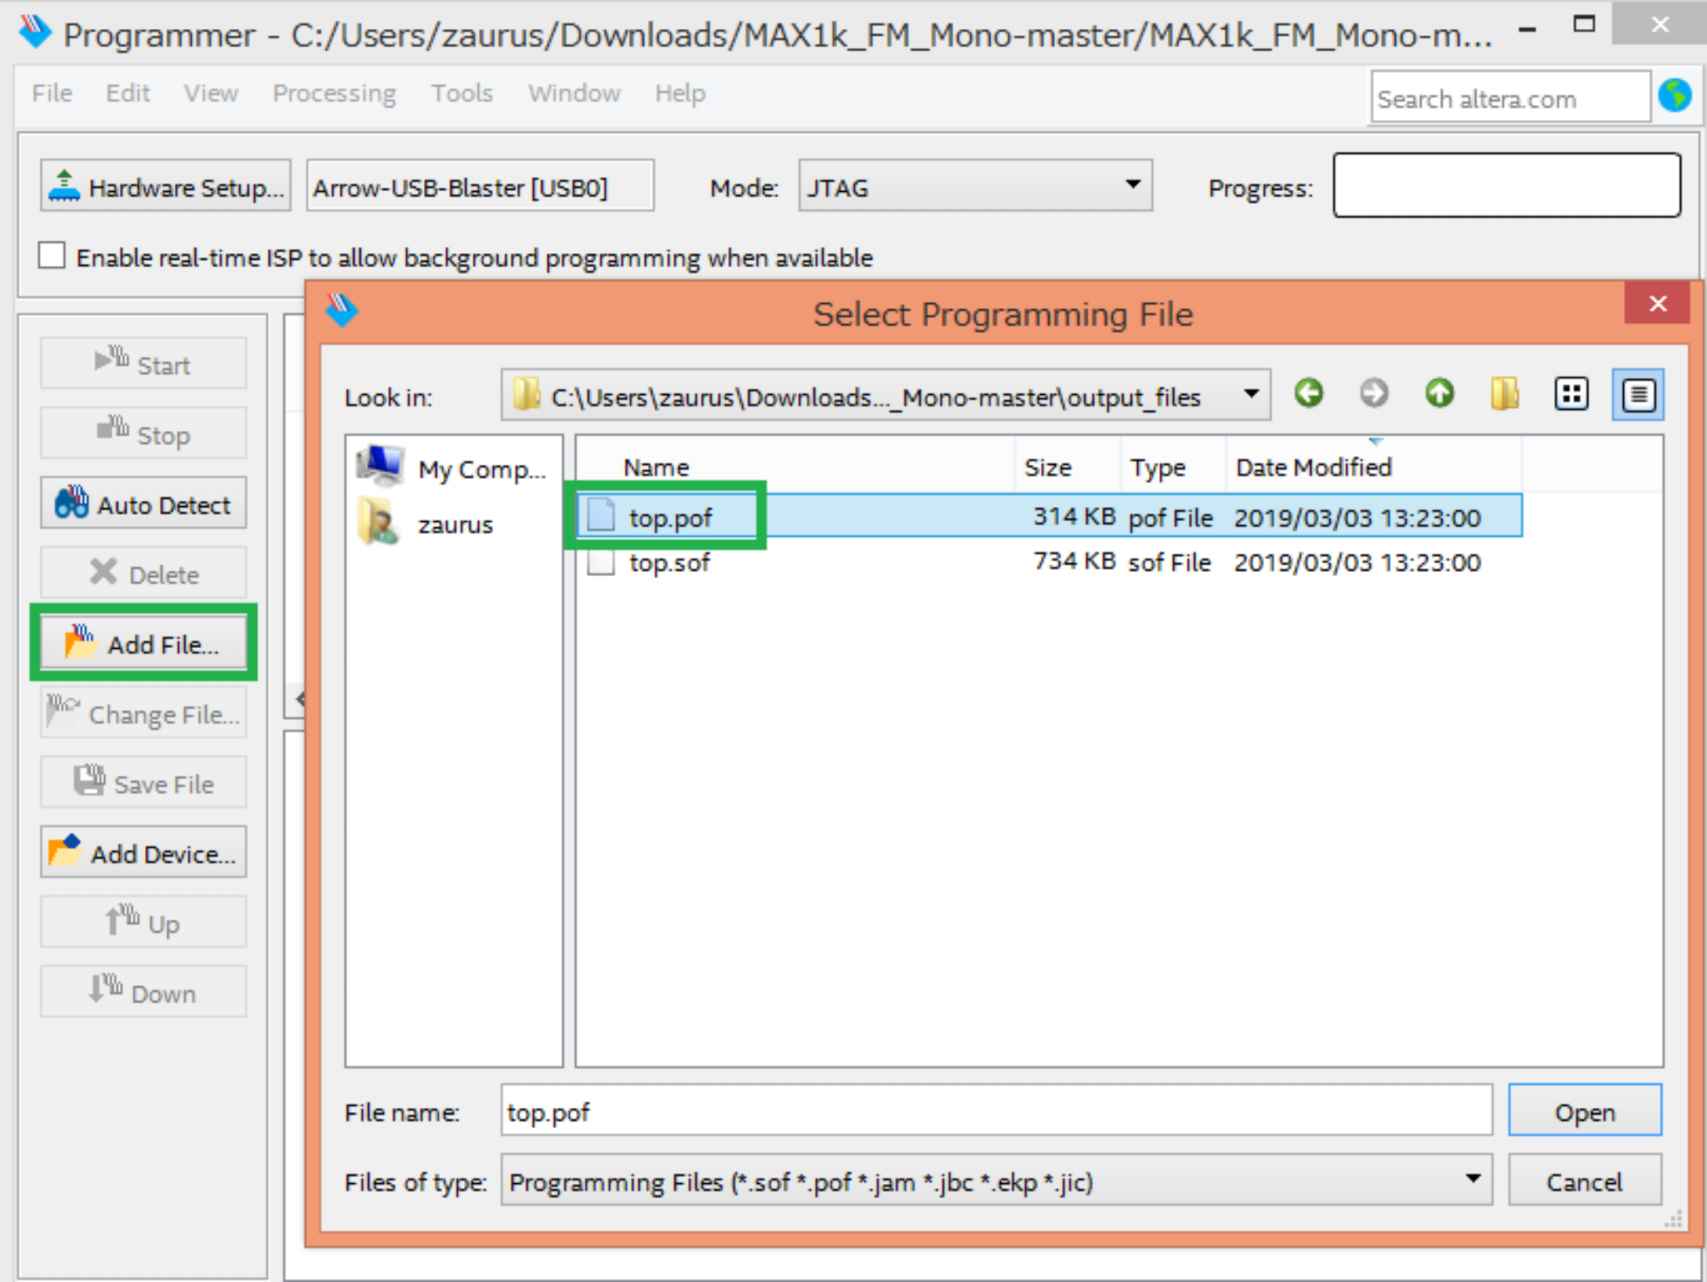 Programmer - C:/Users/zaurus/Downloads/MAX1k_FM_Mono-master/MAX1k_FM_Mono-m...
File Edit View Processing Tools Window Help
Search altera.com
Hardware Setup... Arrow-USB-Blaster [USB0] Mode: JTAG Progress:
Enable real-time ISP to allow background programming when available
Start
Stop
Auto Detect
Delete
Add File...
Change File...
Save File
Add Device...
Up
Down
Select Programming File
Look in: C:\Users\zaurus\Downloads..._Mono-master\output_files
My Comp...
zaurus
Name Size Type Date Modified
top.pof 314 KB pof File 2019/03/03 13:23:00
top.sof 734 KB sof File 2019/03/03 13:23:00
File name: top.pof Open
Files of type: Programming Files (*.sof *.pof *.jam *.jbc *.ekp *.jic) Cancel